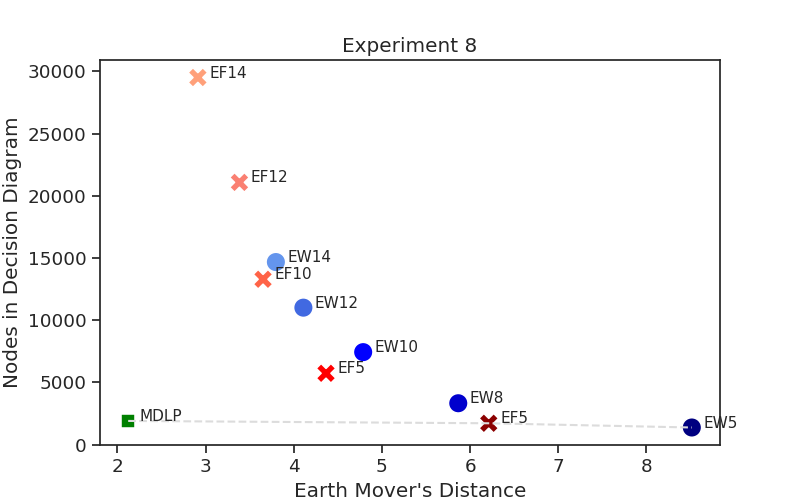 Experiment 8
Nodes in Decision Diagram
30000
25000
20000
15000
10000
5000
0
EF14
EF12
EW14
EF10
EW12
EW10
EF5
EW8
MDLP
EF5
EW5
2 3 4 5 6 7 8
Earth Mover's Distance